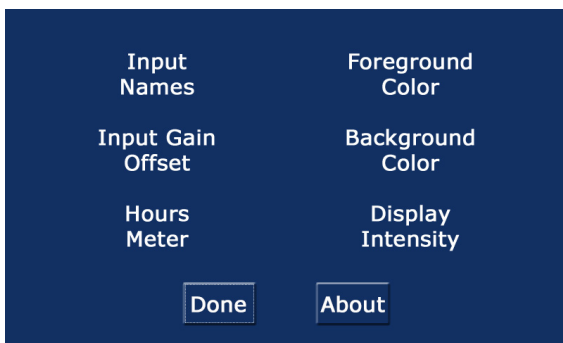 Input
Names
Foreground
Color
Input Gain
Offset
Background
Color
Hours
Meter
Display
Intensity
Done
About